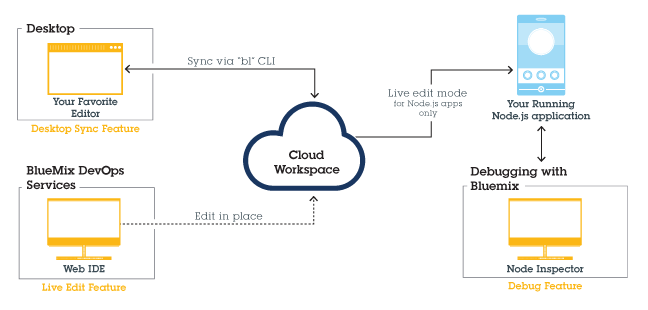 Desktop
Your Favorite
Editor
Desktop Sync Feature
Sync via "bl" CLI
Cloud
Workspace
Live edit mode
for Node.js apps
only
Your Running
Node.js application
BlueMix DevOps
Services
Web IDE
Live Edit Feature
Edit in place
Debugging with
Bluemix
Node Inspector
Debug Feature